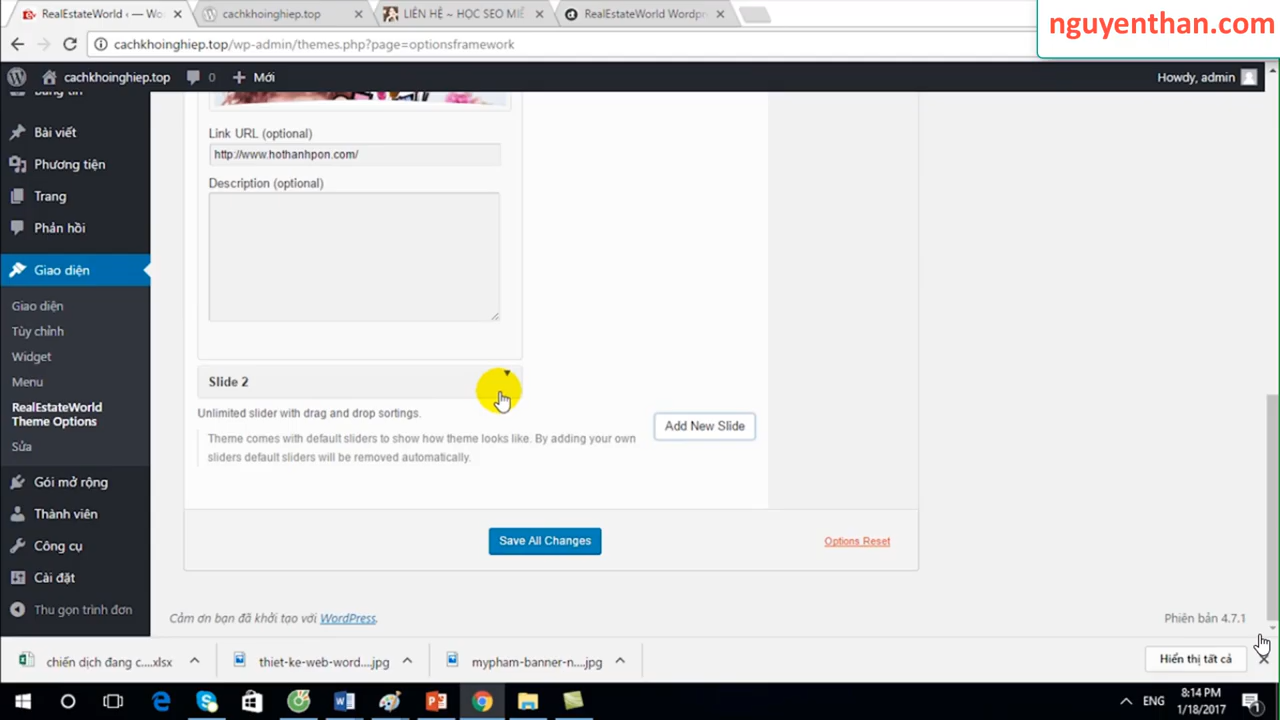 RealEstateWorld ‹ — Wo
cachkhoinghiep.top
LIÊN HỆ ~ HỌC SEO MIỄ
RealEstateWorld Wordpr
nguyenthan.com
cachkhoinghiep.top/wp-admin/themes.php?page=optionsframework
cachkhoinghiep.top
0
Mới
Howdy, admin
Bảng tin
Bài viết
Phương tiện
Trang
Phản hồi
Giao diện
Giao diện
Tùy chỉnh
Widget
Menu
RealEstateWorld
Theme Options
Sửa
Gói mở rộng
Thành viên
Công cụ
Cài đặt
Thu gọn trình đơn
Link URL (optional)
http://www.hothanhpon.com/
Description (optional)
Slide 2
Unlimited slider with drag and drop sortings.
Add New Slide
Theme comes with default sliders to show how theme looks like. By adding your own
sliders default sliders will be removed automatically.
Save All Changes
Options Reset
Cảm ơn bạn đã khởi tạo với WordPress.
Phiên bản 4.7.1
chiến dịch đang c....xlsx
thiet-ke-web-word....jpg
mypham-banner-n....jpg
Hiển thị tất cả
ENG
8:14 PM
1/18/2017
1